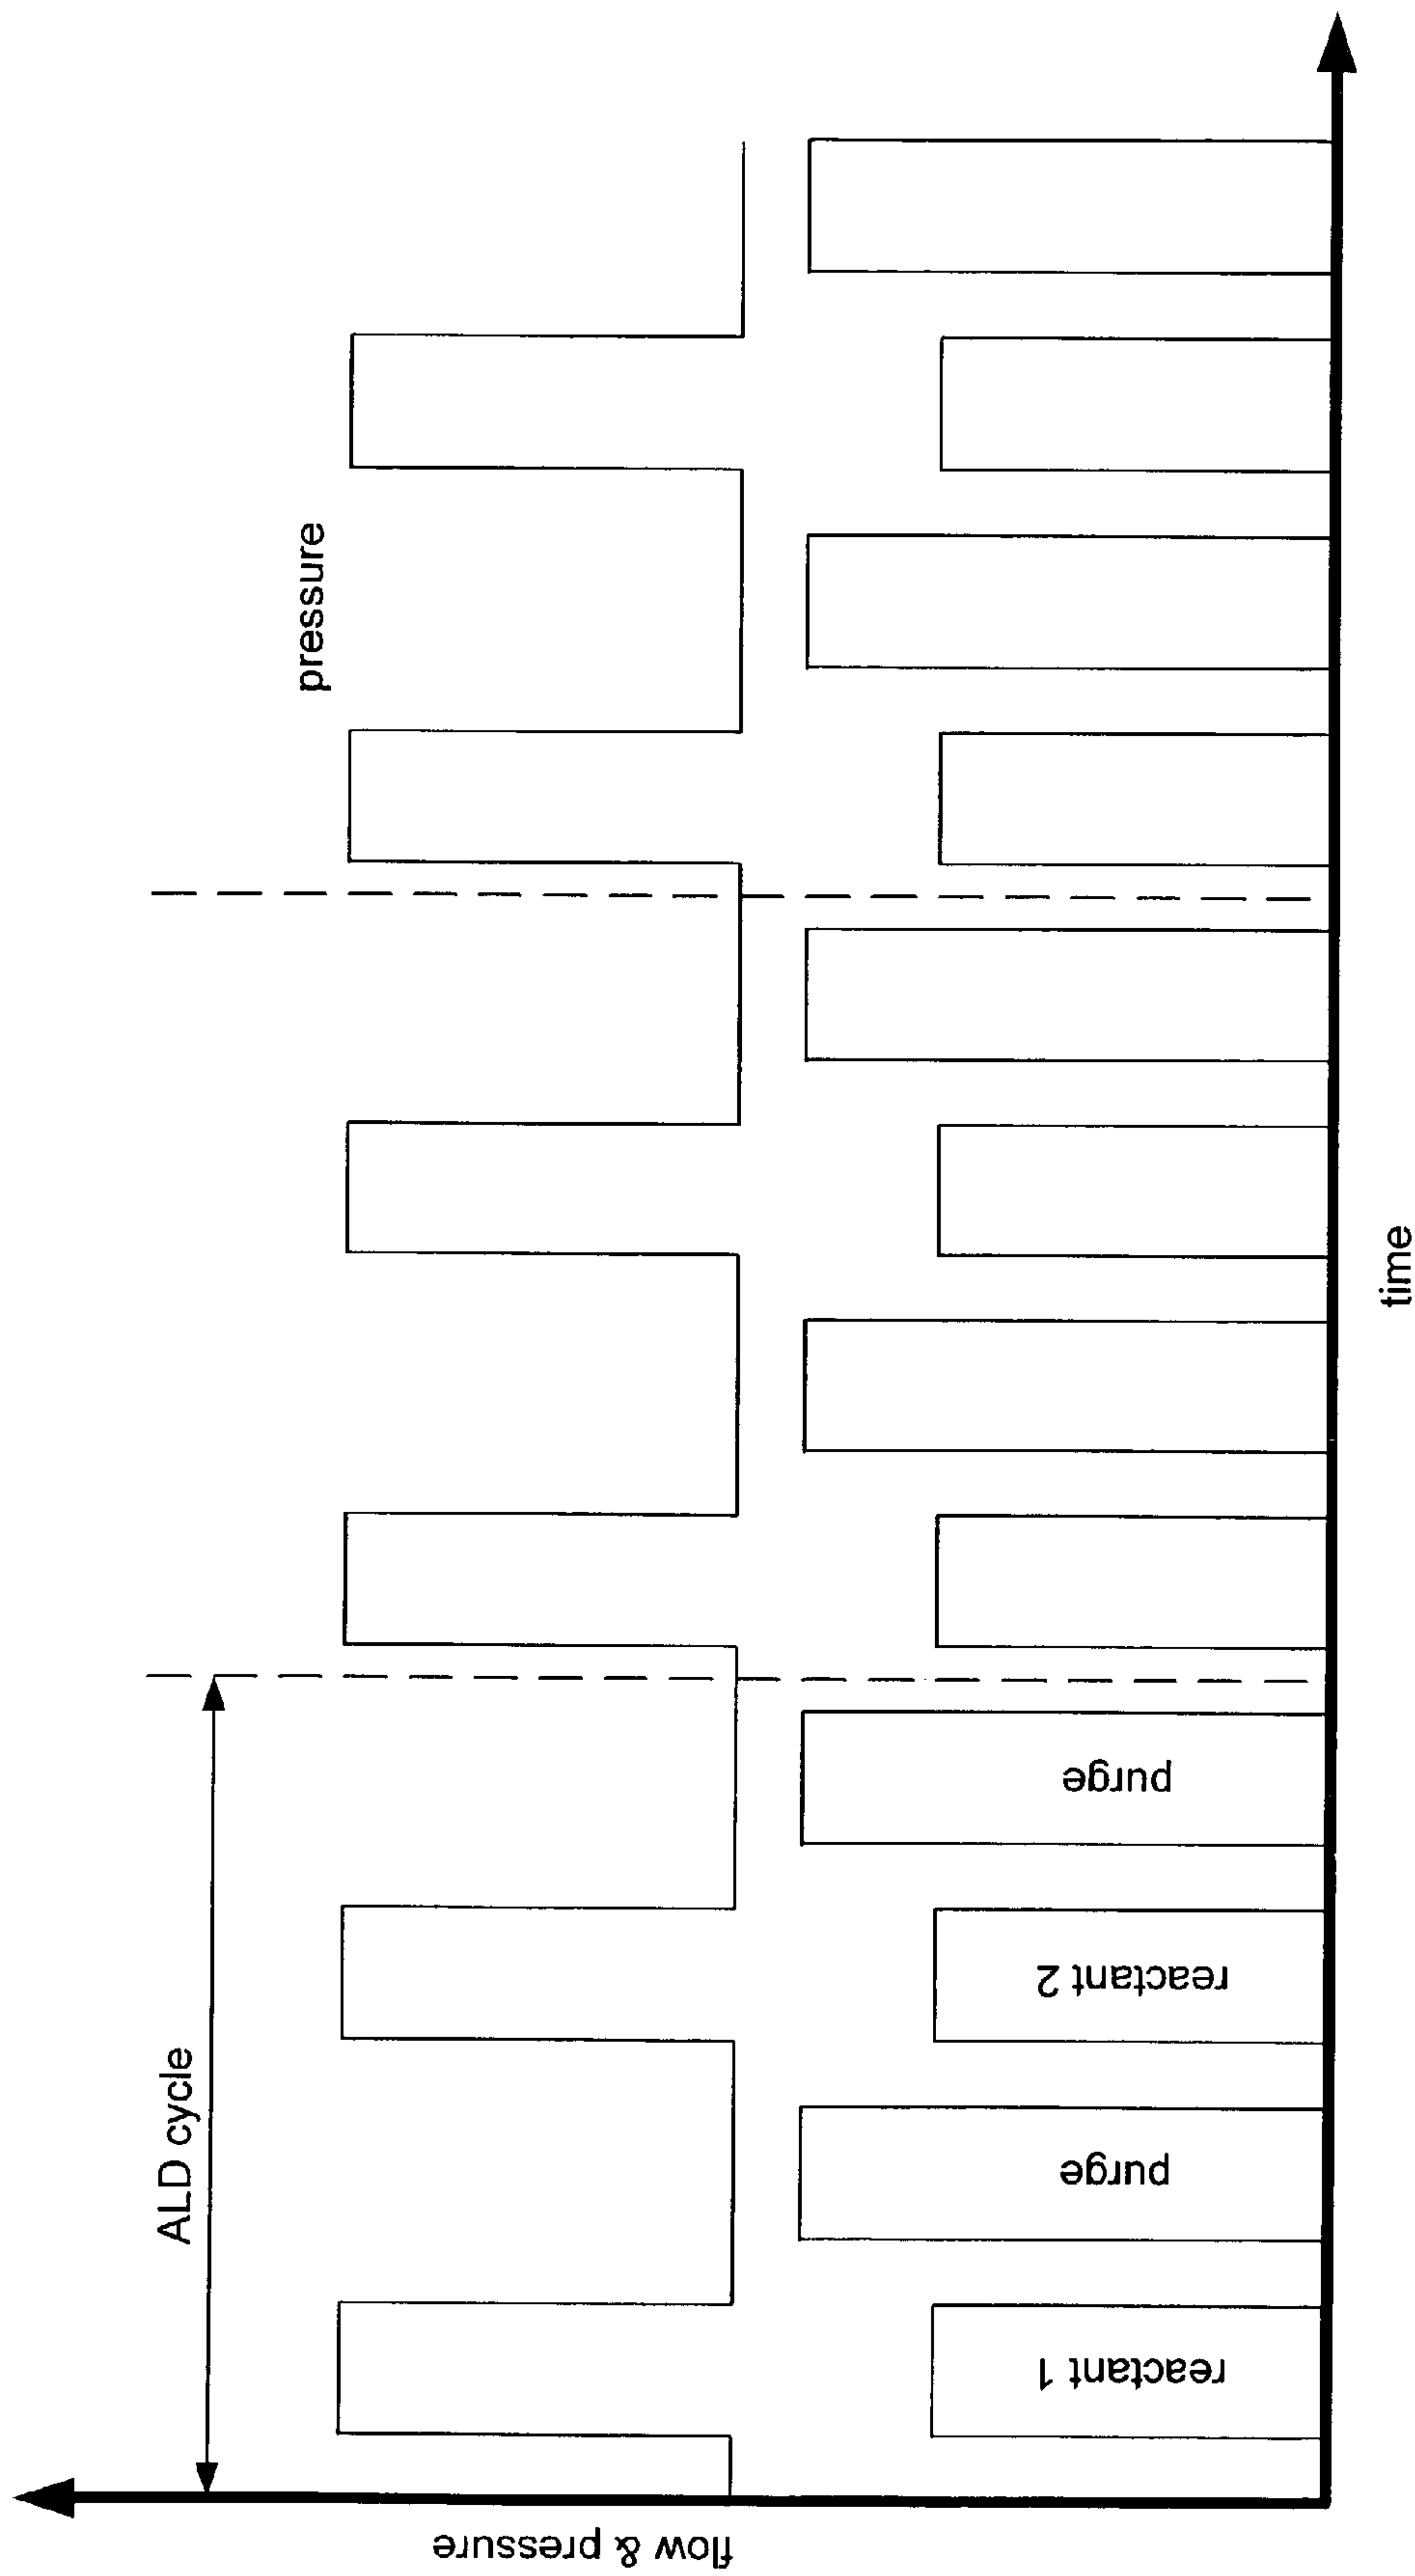 ALD cycle
pressure
flow & pressure
reactant 1
purge
reactant 2
purge
time